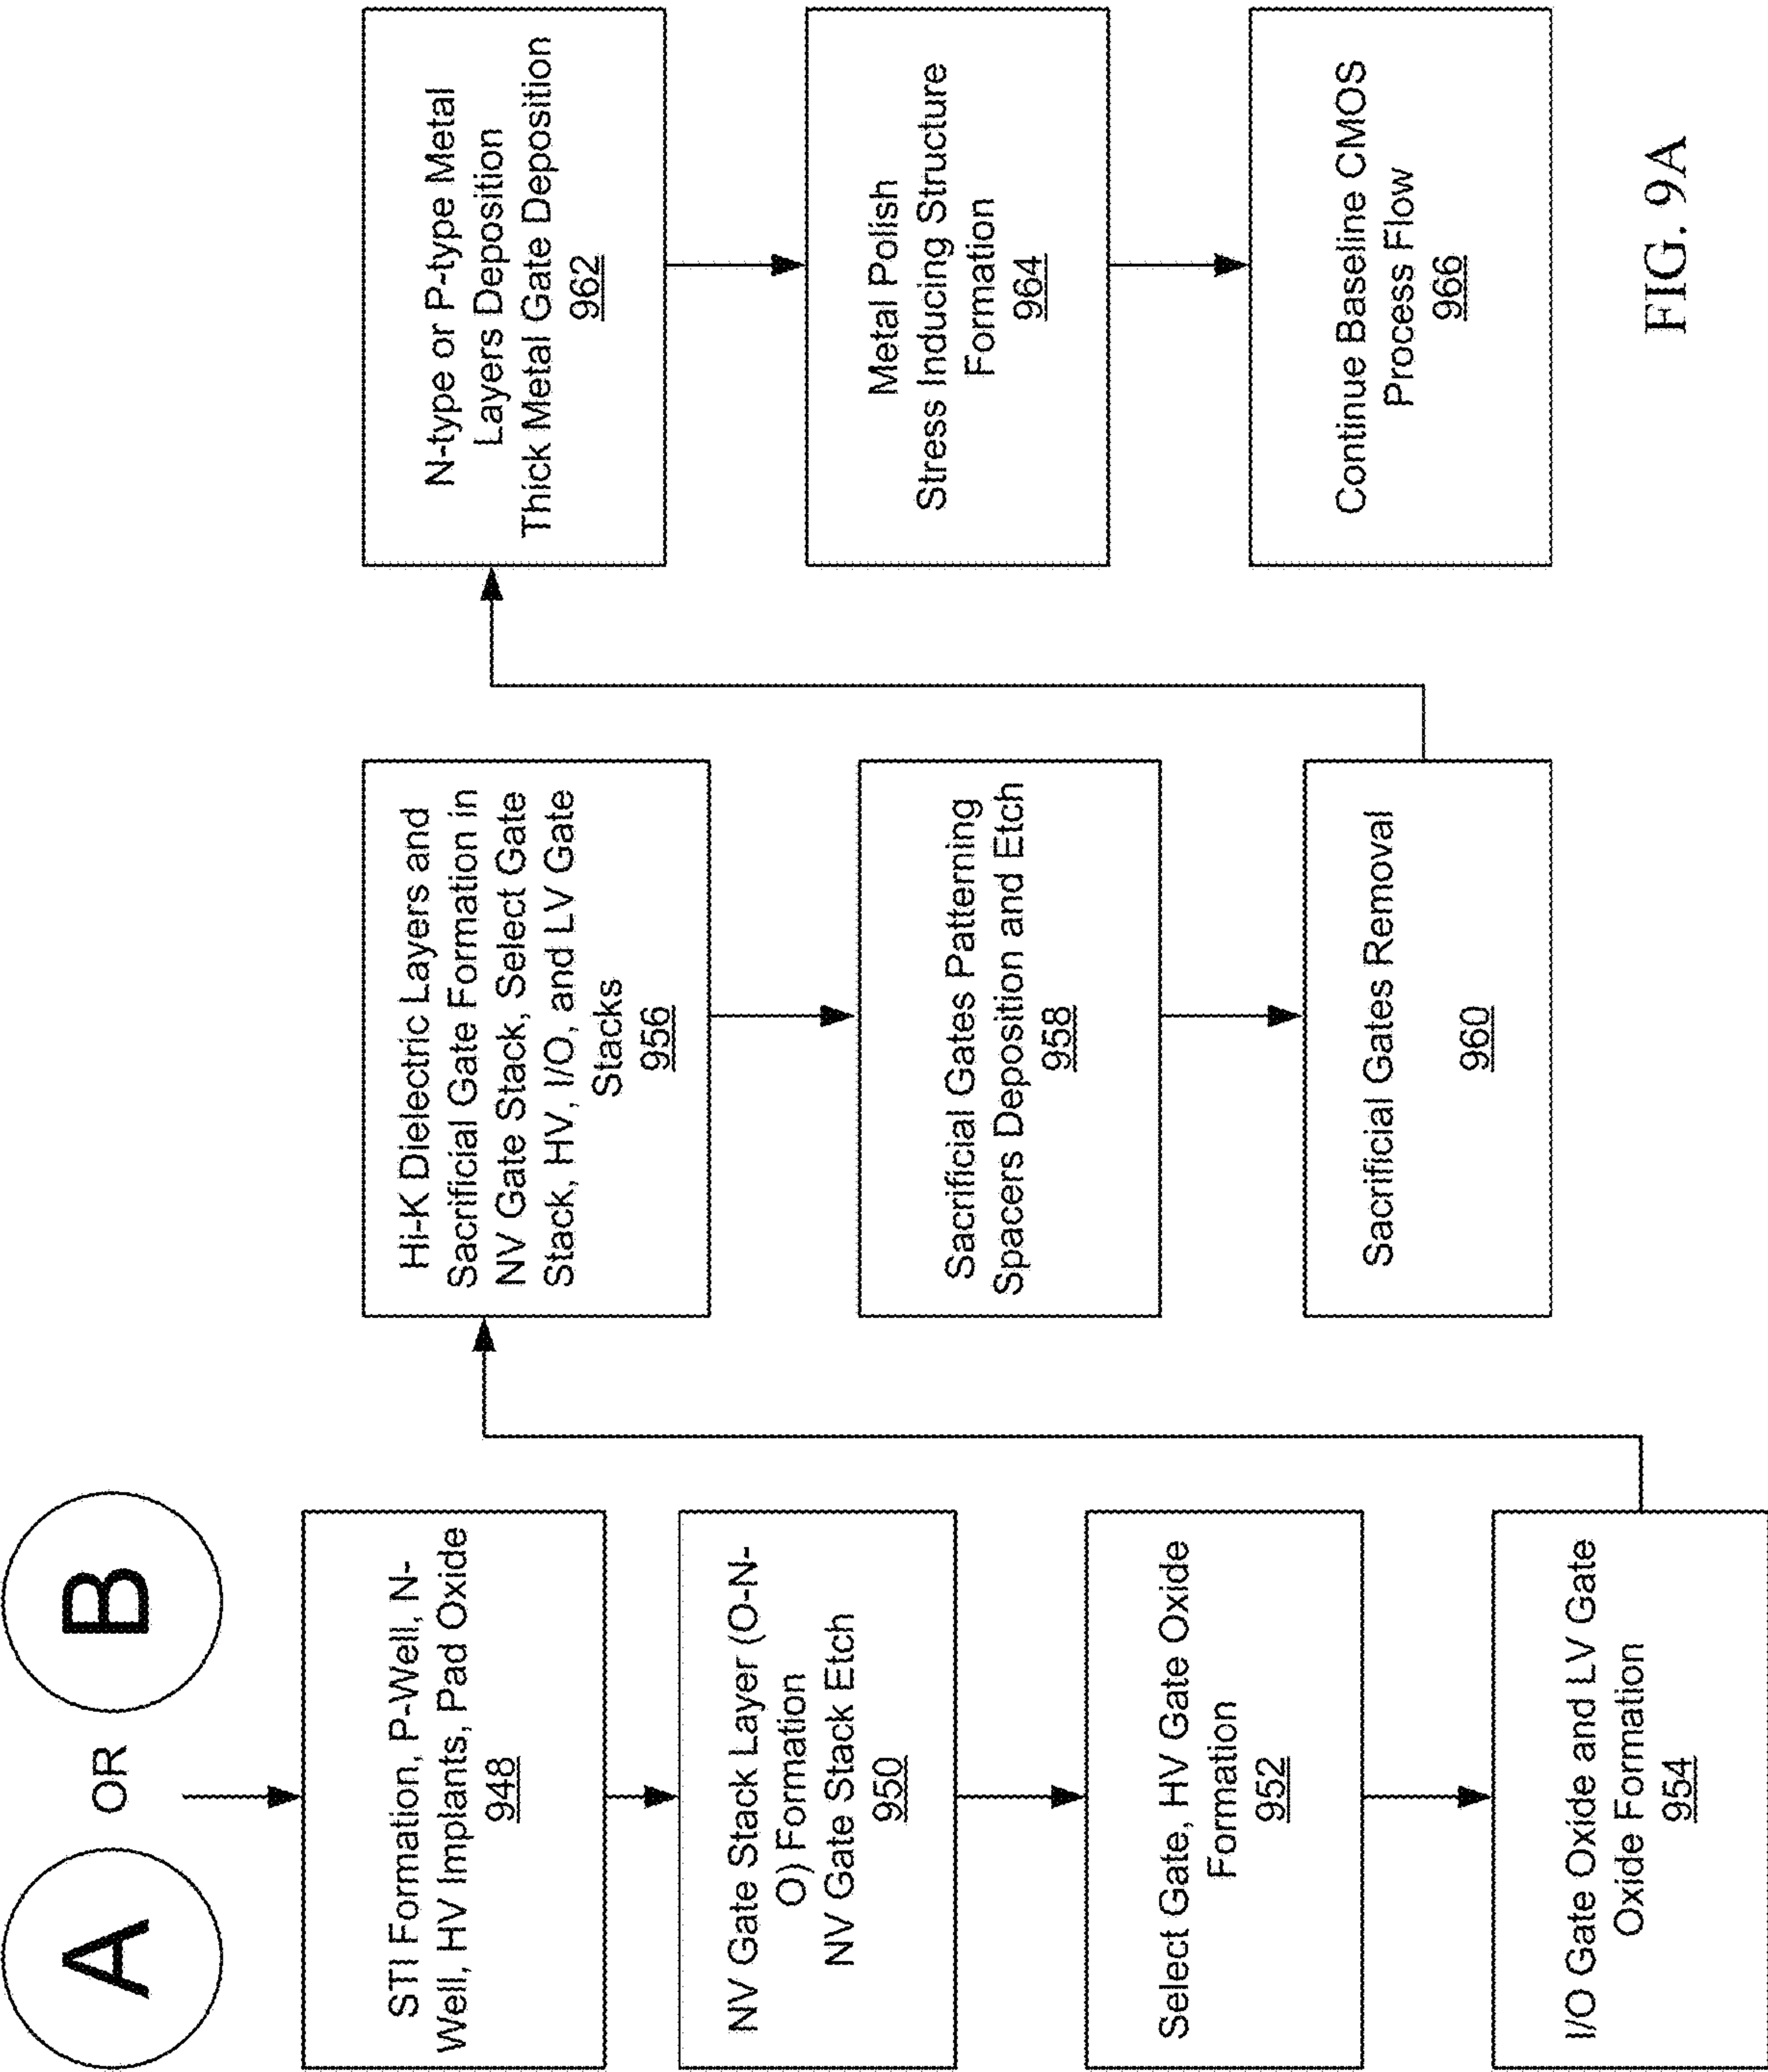 A OR B
STI Formation, P-Well, N-
Well, HV Implants, Pad Oxide
948
NV Gate Stack Layer (O-N-
O) Formation
NV Gate Stack Etch
950
Select Gate, HV Gate Oxide
Formation
952
I/O Gate Oxide and LV Gate
Oxide Formation
954
Hi-K Dielectric Layers and
Sacrificial Gate Formation in
NV Gate Stack, Select Gate
Stack, HV, I/O, and LV Gate
Stacks
956
Sacrificial Gates Patterning
Spacers Deposition and Etch
958
Sacrificial Gates Removal
960
N-type or P-type Metal
Layers Deposition
Thick Metal Gate Deposition
962
Metal Polish
Stress Inducing Structure
Formation
964
Continue Baseline CMOS
Process Flow
966
FIG. 9A